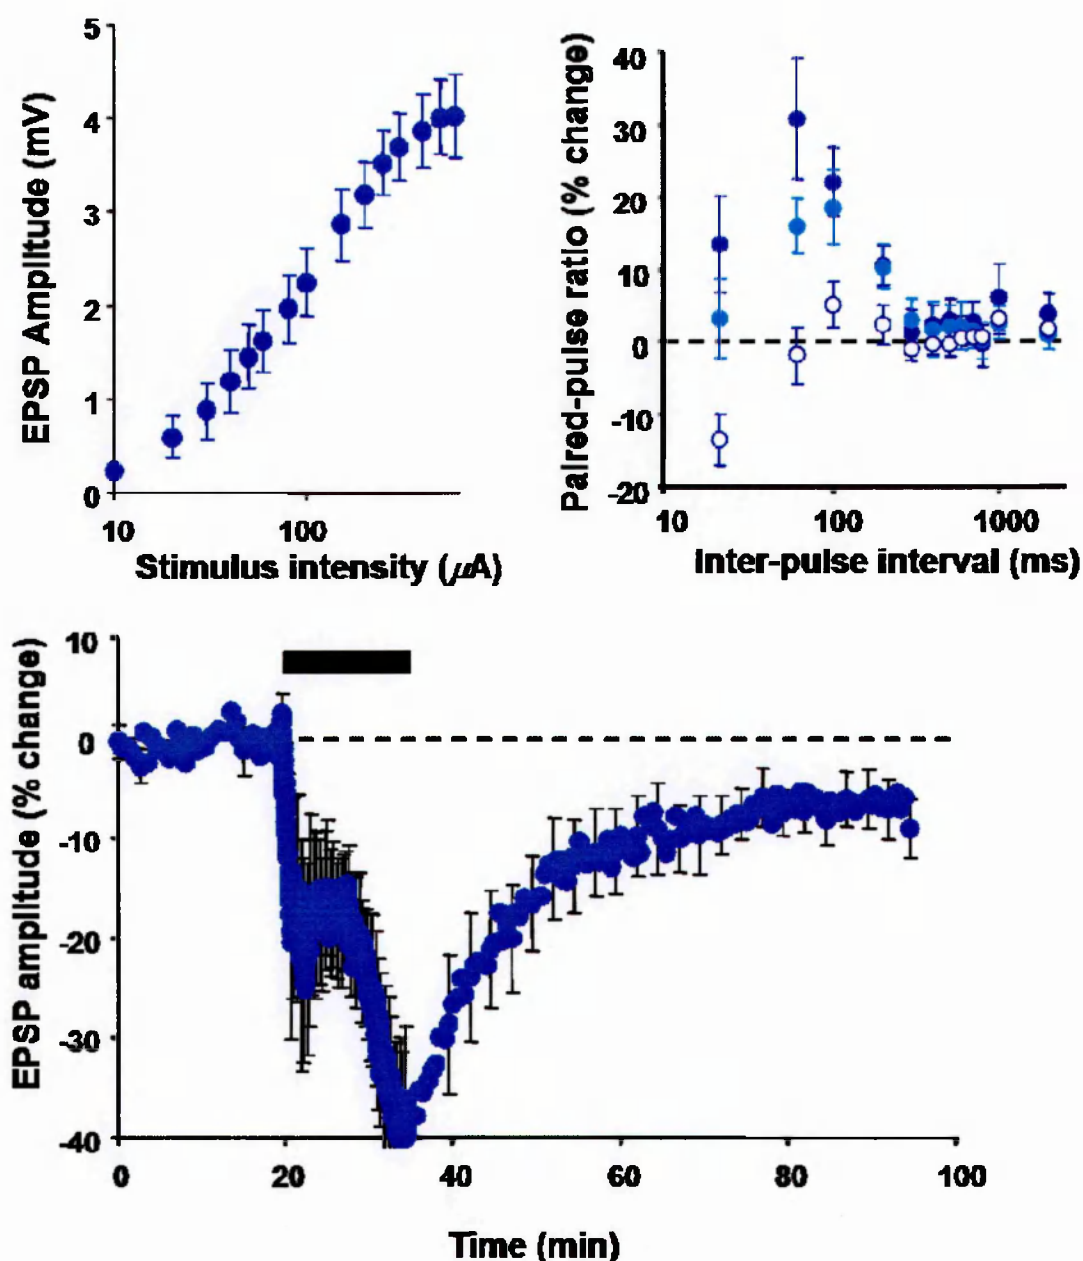 5
4
3
2
1
0
EPSP Amplitude (mV)
10 100
Stimulus intensity (μA)
40
30
20
10
0
-10
-20
Paired-pulse ratio (% change)
10 100 1000
Inter-pulse interval (ms)
10
0
-10
-20
-30
-40
EPSP amplitude (% change)
0 20 40 60 80 100
Time (min)